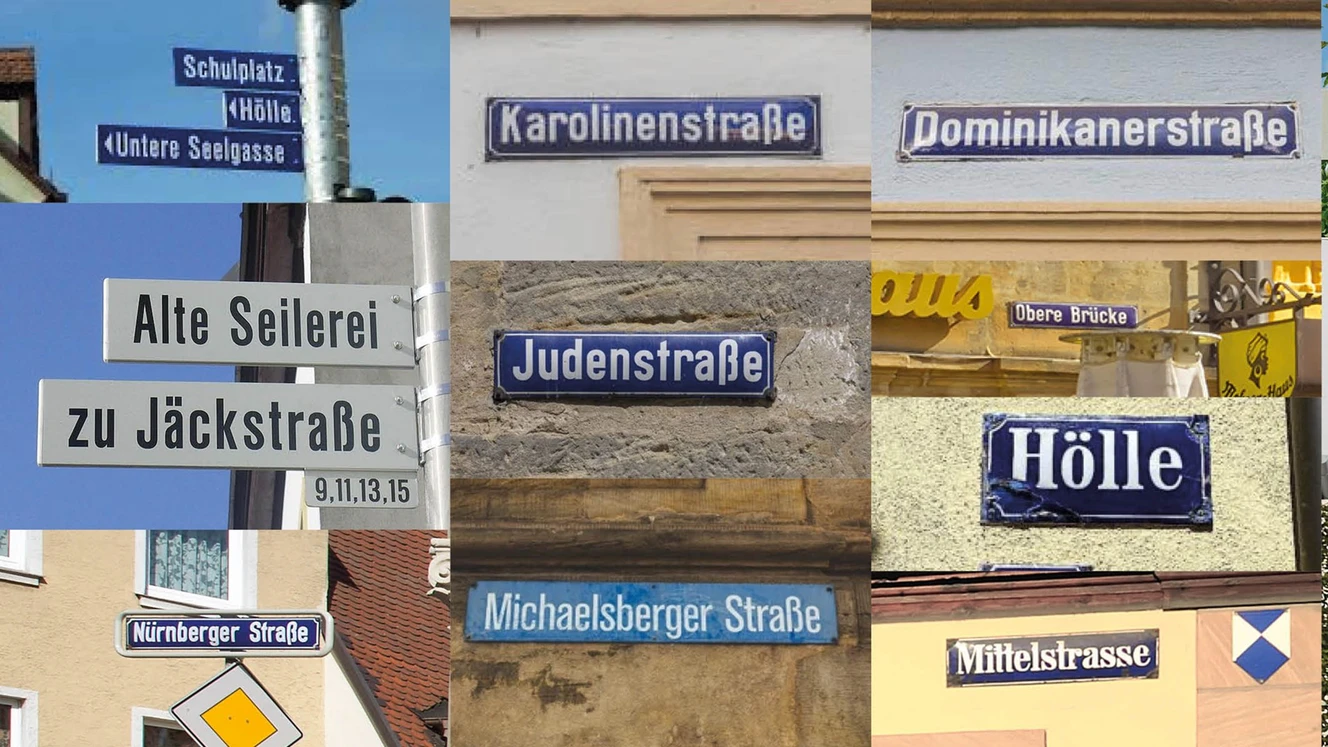 Schulplatz
Hölle
Untere Seelgasse
Alte Seilerei
zu Jäckstraße
9,11,13,15
Nürnberger Straße
Karolinenstraße
Judenstraße
Michaelsberger Straße
Dominikanerstraße
aus
Obere Brücke
Hölle
Mittelstrasse